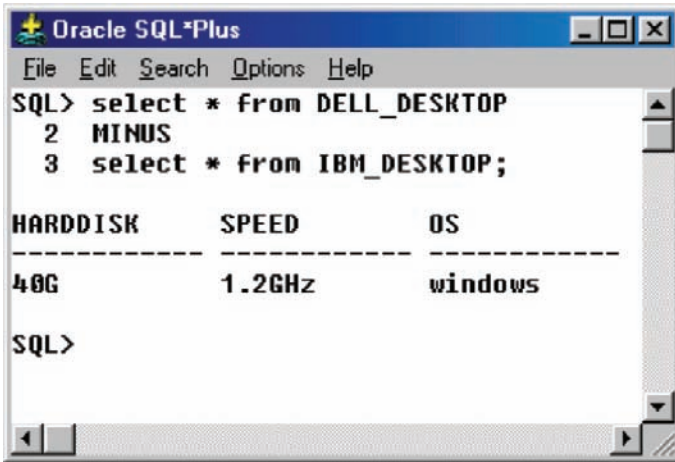 Oracle SQL*Plus
File Edit Search Options Help
SQL> select * from DELL_DESKTOP
2 MINUS
3 select * from IBM_DESKTOP;
HARDDISK SPEED OS
------------- ------------- -------------
40G 1.2GHz windows
SQL>